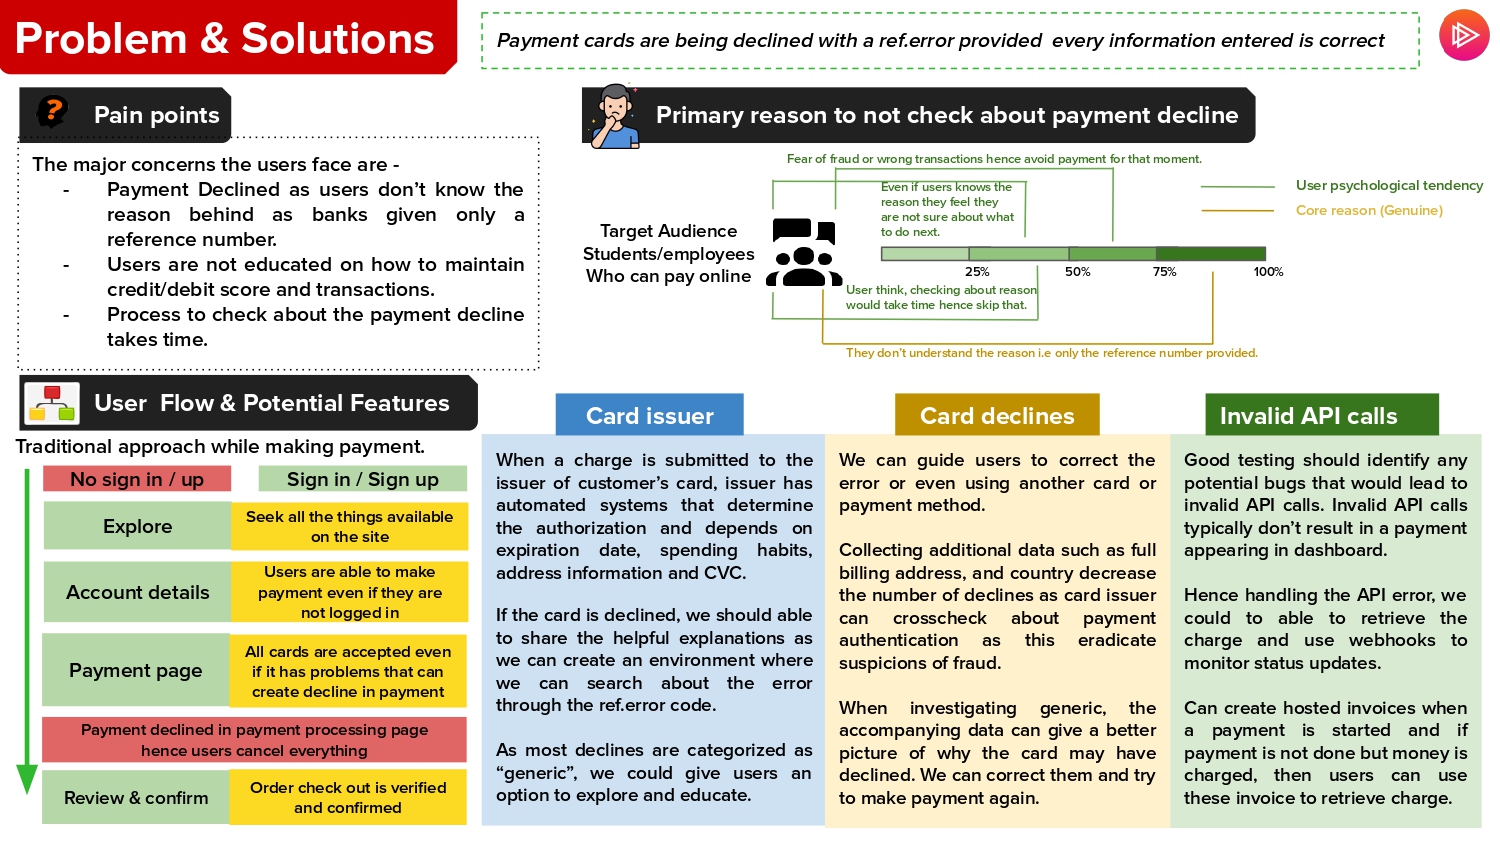 Problem & Solutions
Payment cards are being declined with a ref.error provided every information entered is correct
Pain points
The major concerns the users face are -
- Payment Declined as users don't know the
reason behind as banks given only a
reference number.
- Users are not educated on how to maintain
credit/debit score and transactions.
- Process to check about the payment decline
takes time.
Primary reason to not check about payment decline
Fear of fraud or wrong transactions hence avoid payment for that moment.
Even if users knows the
reason they feel they
are not sure about what
to do next.
User psychological tendency
Core reason (Genuine)
Target Audience
Students/employees
Who can pay online
25% 50% 75% 100%
User think, checking about reason
would take time hence skip that.
They don't understand the reason i.e only the reference number provided.
User Flow & Potential Features
Traditional approach while making payment.
No sign in / up
Sign in / Sign up
Explore
Seek all the things available
on the site
Account details
Users are able to make
payment even if they are
not logged in
Payment page
All cards are accepted even
if it has problems that can
create decline in payment
Payment declined in payment processing page
hence users cancel everything
Review & confirm
Order check out is verified
and confirmed
Card issuer
When a charge is submitted to the
issuer of customer's card, issuer has
automated systems that determine
the authorization and depends on
expiration date, spending habits,
address information and CVC.
If the card is declined, we should able
to share the helpful explanations as
we can create an environment where
we can search about the error
through the ref.error code.
As most declines are categorized as
“generic”, we could give users an
option to explore and educate.
Card declines
We can guide users to correct the
error or even using another card or
payment method.
Collecting additional data such as full
billing address, and country decrease
the number of declines as card issuer
can crosscheck about payment
authentication as this eradicate
suspicions of fraud.
When investigating generic, the
accompanying data can give a better
picture of why the card may have
declined. We can correct them and try
to make payment again.
Invalid API calls
Good testing should identify any
potential bugs that would lead to
invalid API calls. Invalid API calls
typically don't result in a payment
appearing in dashboard.
Hence handling the API error, we
could to able to retrieve the
charge and use webhooks to
monitor status updates.
Can create hosted invoices when
a payment is started and if
payment is not done but money is
charged, then users can use
these invoice to retrieve charge.